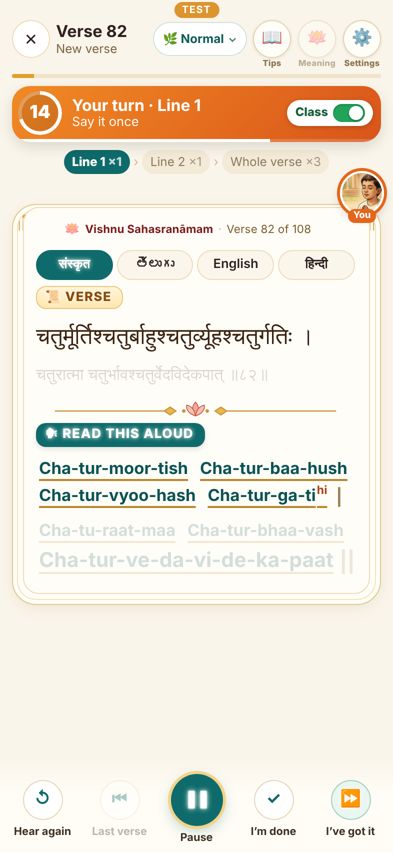 TEST
Verse 82
New verse
Normal
Tips
Meaning
Settings
14
Your turn · Line 1
Say it once
Class
Line 1 ×1 › Line 2 ×1 › Whole verse ×3
You
Vishnu Sahasranāmam · Verse 82 of 108
संस्कृत
తెలుగు
English
हिन्दी
VERSE
चतुर्मूर्तिश्चतुर्बाहुश्चतुर्व्यूहश्चतुर्गतिः ।
चतुरात्मा चतुर्भावश्चतुर्वेदविदेकपात् ॥८२॥
READ THIS ALOUD
Cha-tur-moor-tish Cha-tur-baa-hush
Cha-tur-vyoo-hash Cha-tur-ga-tihi |
Cha-tu-raat-maa Cha-tur-bhaa-vash
Cha-tur-ve-da-vi-de-ka-paat ||
Hear again
Last verse
Pause
I'm done
I've got it